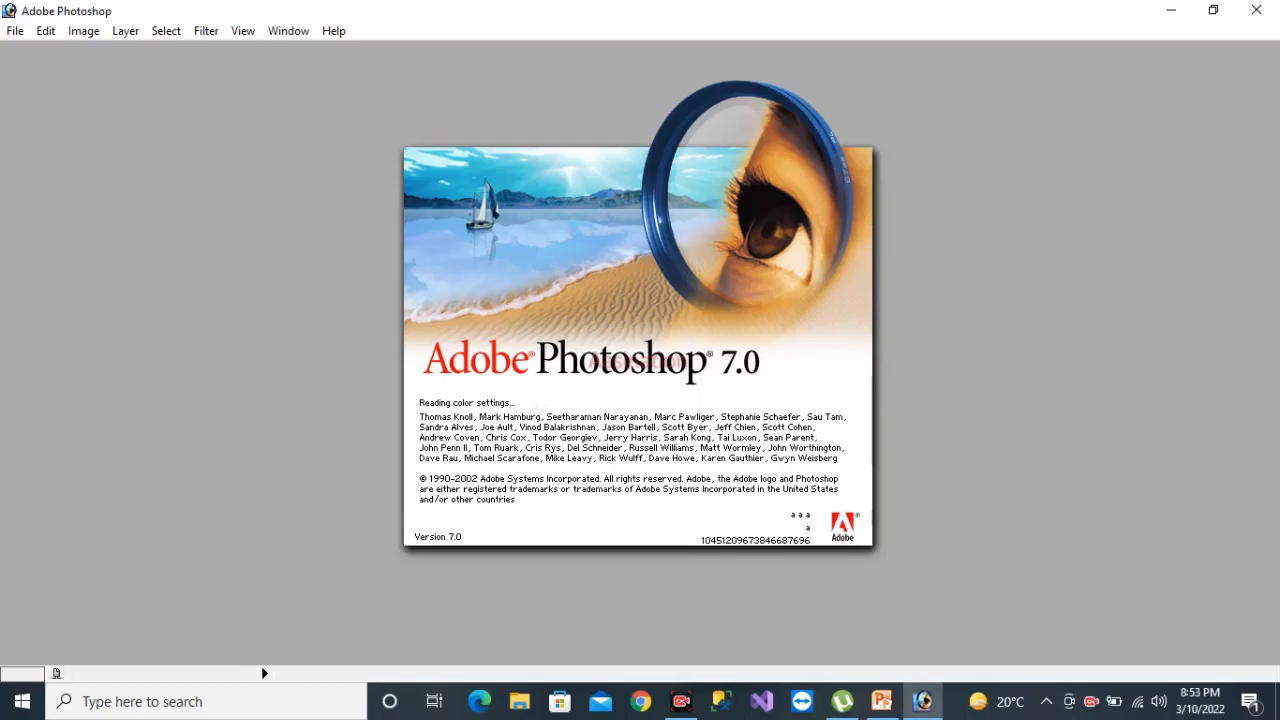 Adobe Photoshop
File Edit Image Layer Select Filter View Window Help
Adobe® Photoshop® 7.0
Reading color settings...
Thomas Knoll, Mark Hamburg, Seetharaman Narayanan, Marc Pawliger, Stephanie Schaefer, Sau Tam,
Sandra Alves, Joe Ault, Vinod Balakrishnan, Jason Bartell, Scott Byer, Jeff Chien, Scott Cohen,
Andrew Coven, Chris Cox, Todor Georgiev, Jerry Harris, Sarah Kong, Tai Luxon, Sean Parent,
John Penn II, Tom Ruark, Cris Rys, Del Schneider, Russell Williams, Matt Wormley, John Worthington,
Dave Rau, Michael Scarafone, Mike Leavy, Rick Wulff, Dave Howe, Karen Gauthier, Gwyn Weisberg
© 1990-2002 Adobe Systems Incorporated. All rights reserved. Adobe, the Adobe logo and Photoshop
are either registered trademarks or trademarks of Adobe Systems Incorporated in the United States
and/or other countries
a a a
a
Version 7.0
10451209673846687696
Adobe
Type here to search
20°C
8:53 PM
3/10/2022
1